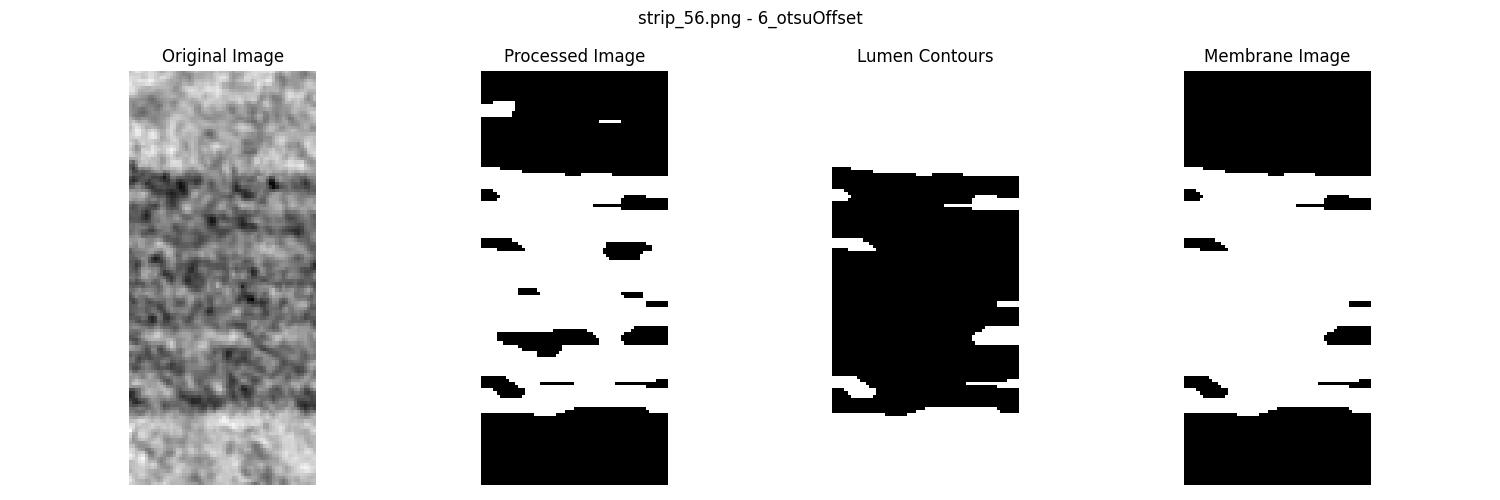 strip_56.png - 6_otsuOffset
Original Image
Processed Image
Lumen Contours
Membrane Image